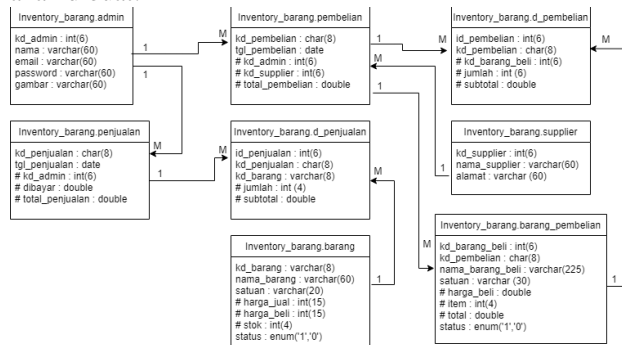 Inventory_barang.admin
kd_admin : int(6)
nama : varchar(60)
email : varchar(60)
password : varchar(60)
gambar : varchar(60)
1
1
M
Inventory_barang.pembelian
kd_pembelian : char(8)
tgl_pembelian : date
# kd_admin : int(6)
# kd_supplier : int(6)
# total_pembelian : double
1
M
1
M
Inventory_barang.d_pembelian
id_pembelian : int(6)
kd_pembelian : char(8)
# kd_barang_beli : int(6)
# jumlah : int (6)
# subtotal : double
M
Inventory_barang.penjualan
kd_penjualan : char(8)
tgl_penjualan : date
# kd_admin : int(6)
# dibayar : double
# total_penjualan : double
M
1
M
Inventory_barang.d_penjualan
id_penjualan : int(6)
kd_penjualan : char(8)
kd_barang : varchar(8)
# jumlah : int (4)
# subtotal : double
M
Inventory_barang.supplier
kd_supplier : int(6)
nama_supplier : varchar(60)
alamat : varchar (60)
1
Inventory_barang.barang
kd_barang : varchar(8)
nama_barang : varchar(60)
satuan : varchar(20)
# harga_jual : int(15)
# harga_beli : int(15)
# stok : int(4)
status : enum('1','0')
1
M
Inventory_barang.barang_pembelian
kd_barang_beli : int(6)
kd_pembelian : char(8)
nama_barang_beli : varchar(225)
satuan : varchar (30)
# harga_beli : double
# item : int(4)
# total : double
status : enum('1','0')
1